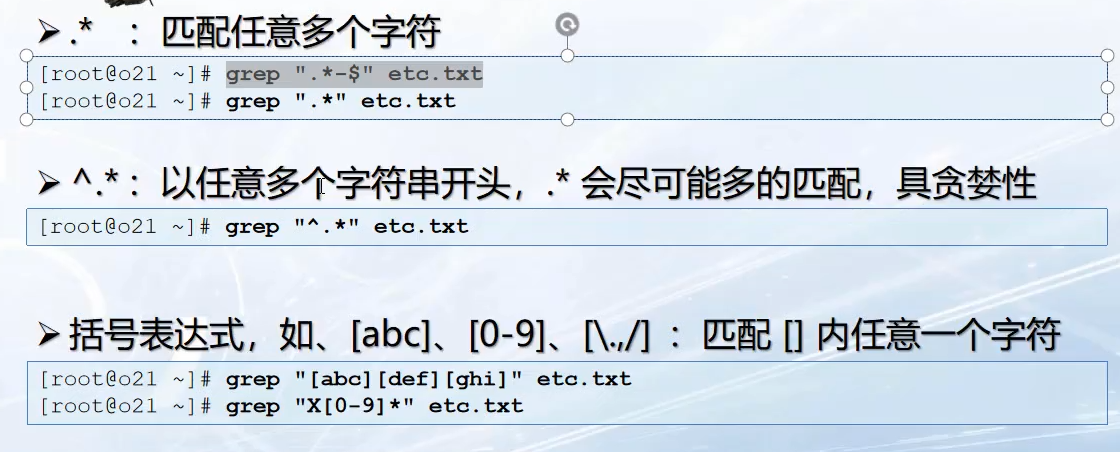 ➢ .* ：匹配任意多个字符
[root@o21 ~]# grep ".*-$" etc.txt
[root@o21 ~]# grep ".*" etc.txt
➢ ^.*：以任意多个字符串开头，.* 会尽可能多的匹配，具贪婪性
[root@o21 ~]# grep "^.*" etc.txt
➢ 括号表达式，如、[abc]、[0-9]、[\.,/] ：匹配 [] 内任意一个字符
[root@o21 ~]# grep "[abc][def][ghi]" etc.txt
[root@o21 ~]# grep "X[0-9]*" etc.txt